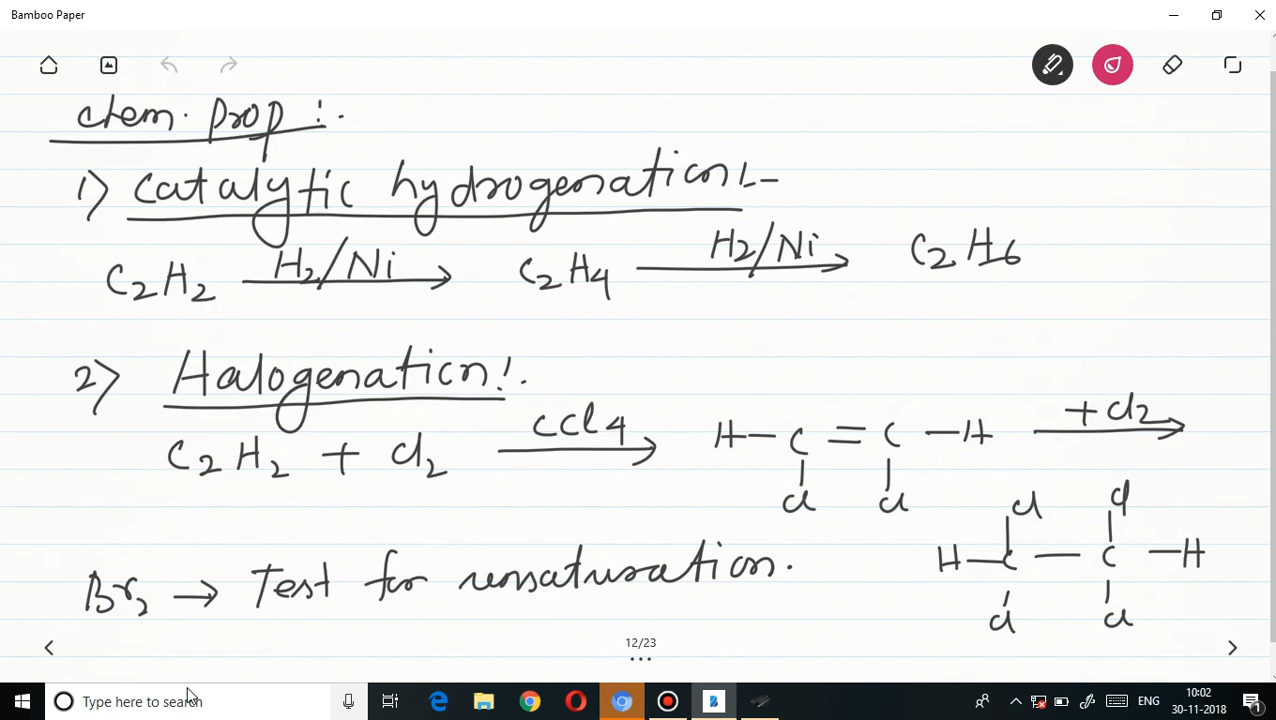 Bamboo Paper
chem. prop :.
1) Catalytic hydrogenation:-
C2H2 H2/Ni C2H4 H2/Ni C2H6
2) Halogenation:.
C2H2 + Cl2 CCl4 H-C=C-H +Cl2
Cl Cl
Cl Cl
H-C-C-H
Cl Cl
Br2 → Test for unsaturation.
12/23
Type here to search
ENG
10:02
30-11-2018
1